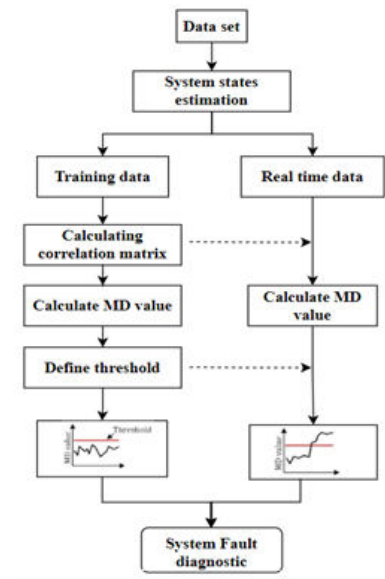 Data set
System states
estimation
Training data
Real time data
Calculating
correlation matrix
Calculate MD value
Calculate MD
value
Define threshold
Threshold
MD value
MD value
System Fault
diagnostic